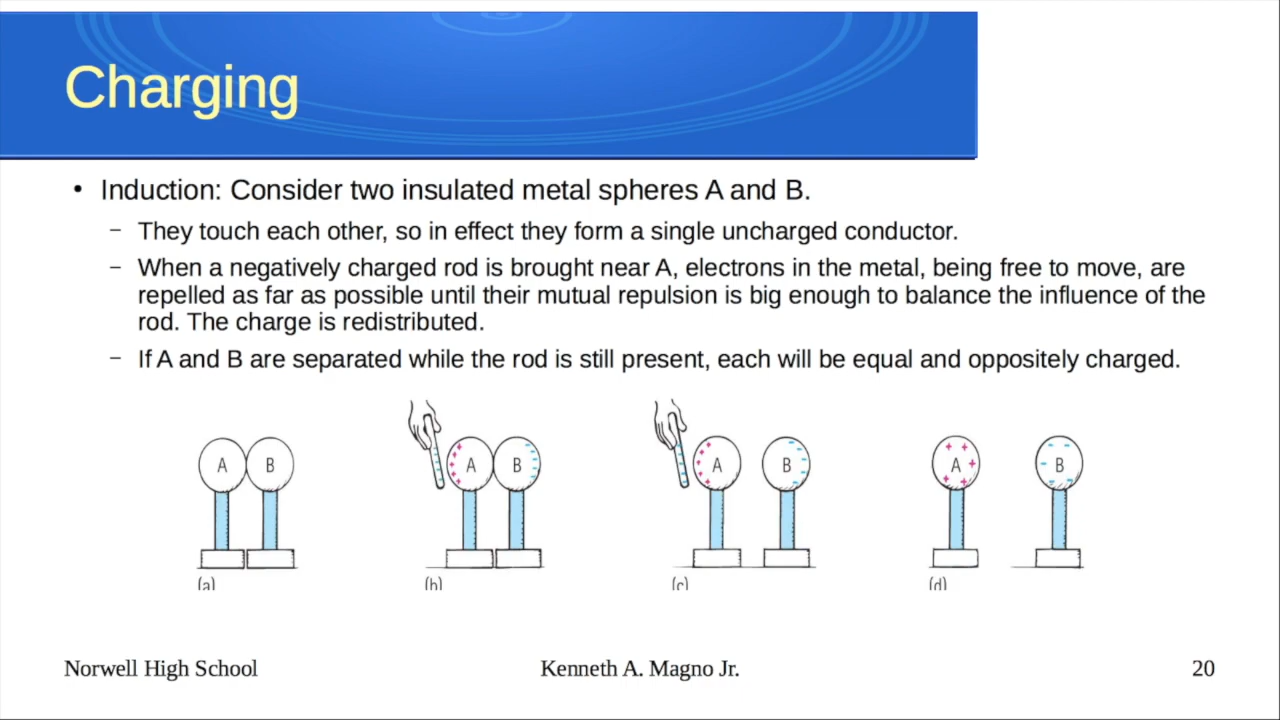 Charging
• Induction: Consider two insulated metal spheres A and B.
– They touch each other, so in effect they form a single uncharged conductor.
– When a negatively charged rod is brought near A, electrons in the metal, being free to move, are
repelled as far as possible until their mutual repulsion is big enough to balance the influence of the
rod. The charge is redistributed.
– If A and B are separated while the rod is still present, each will be equal and oppositely charged.
A B A B A B A B
(a) (b) (c) (d)
Norwell High School Kenneth A. Magno Jr. 20